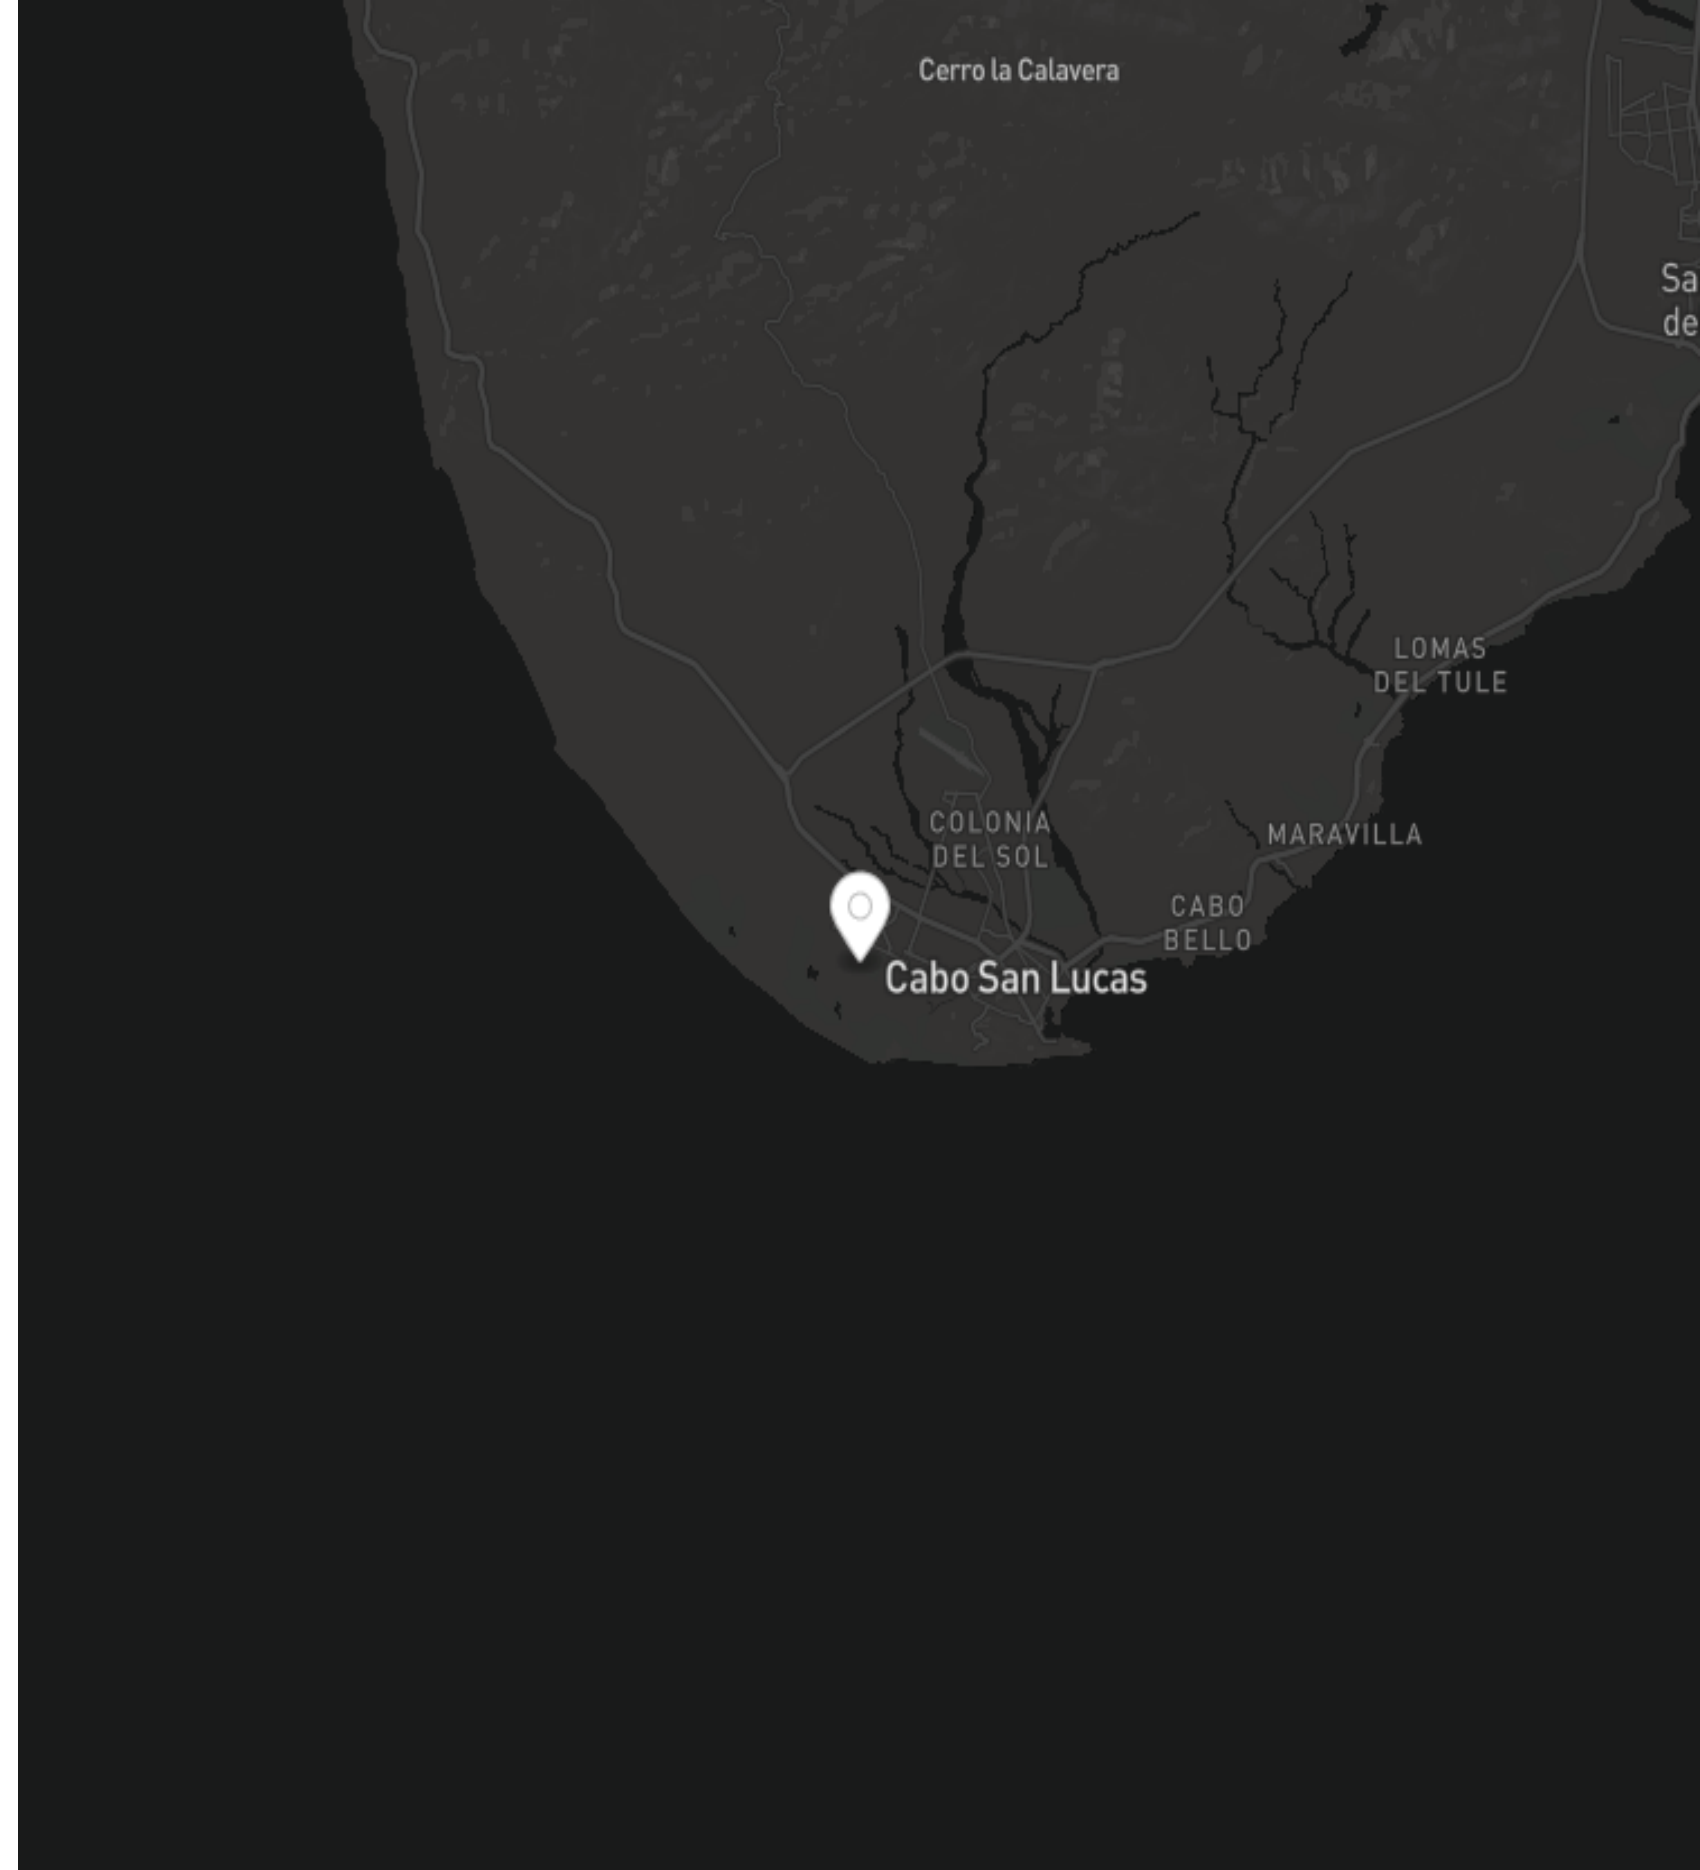 Cerro la Calavera
Sa
de
LOMAS
DEL TULE
COLONIA
DEL SOL
MARAVILLA
CABO
BELLO
Cabo San Lucas